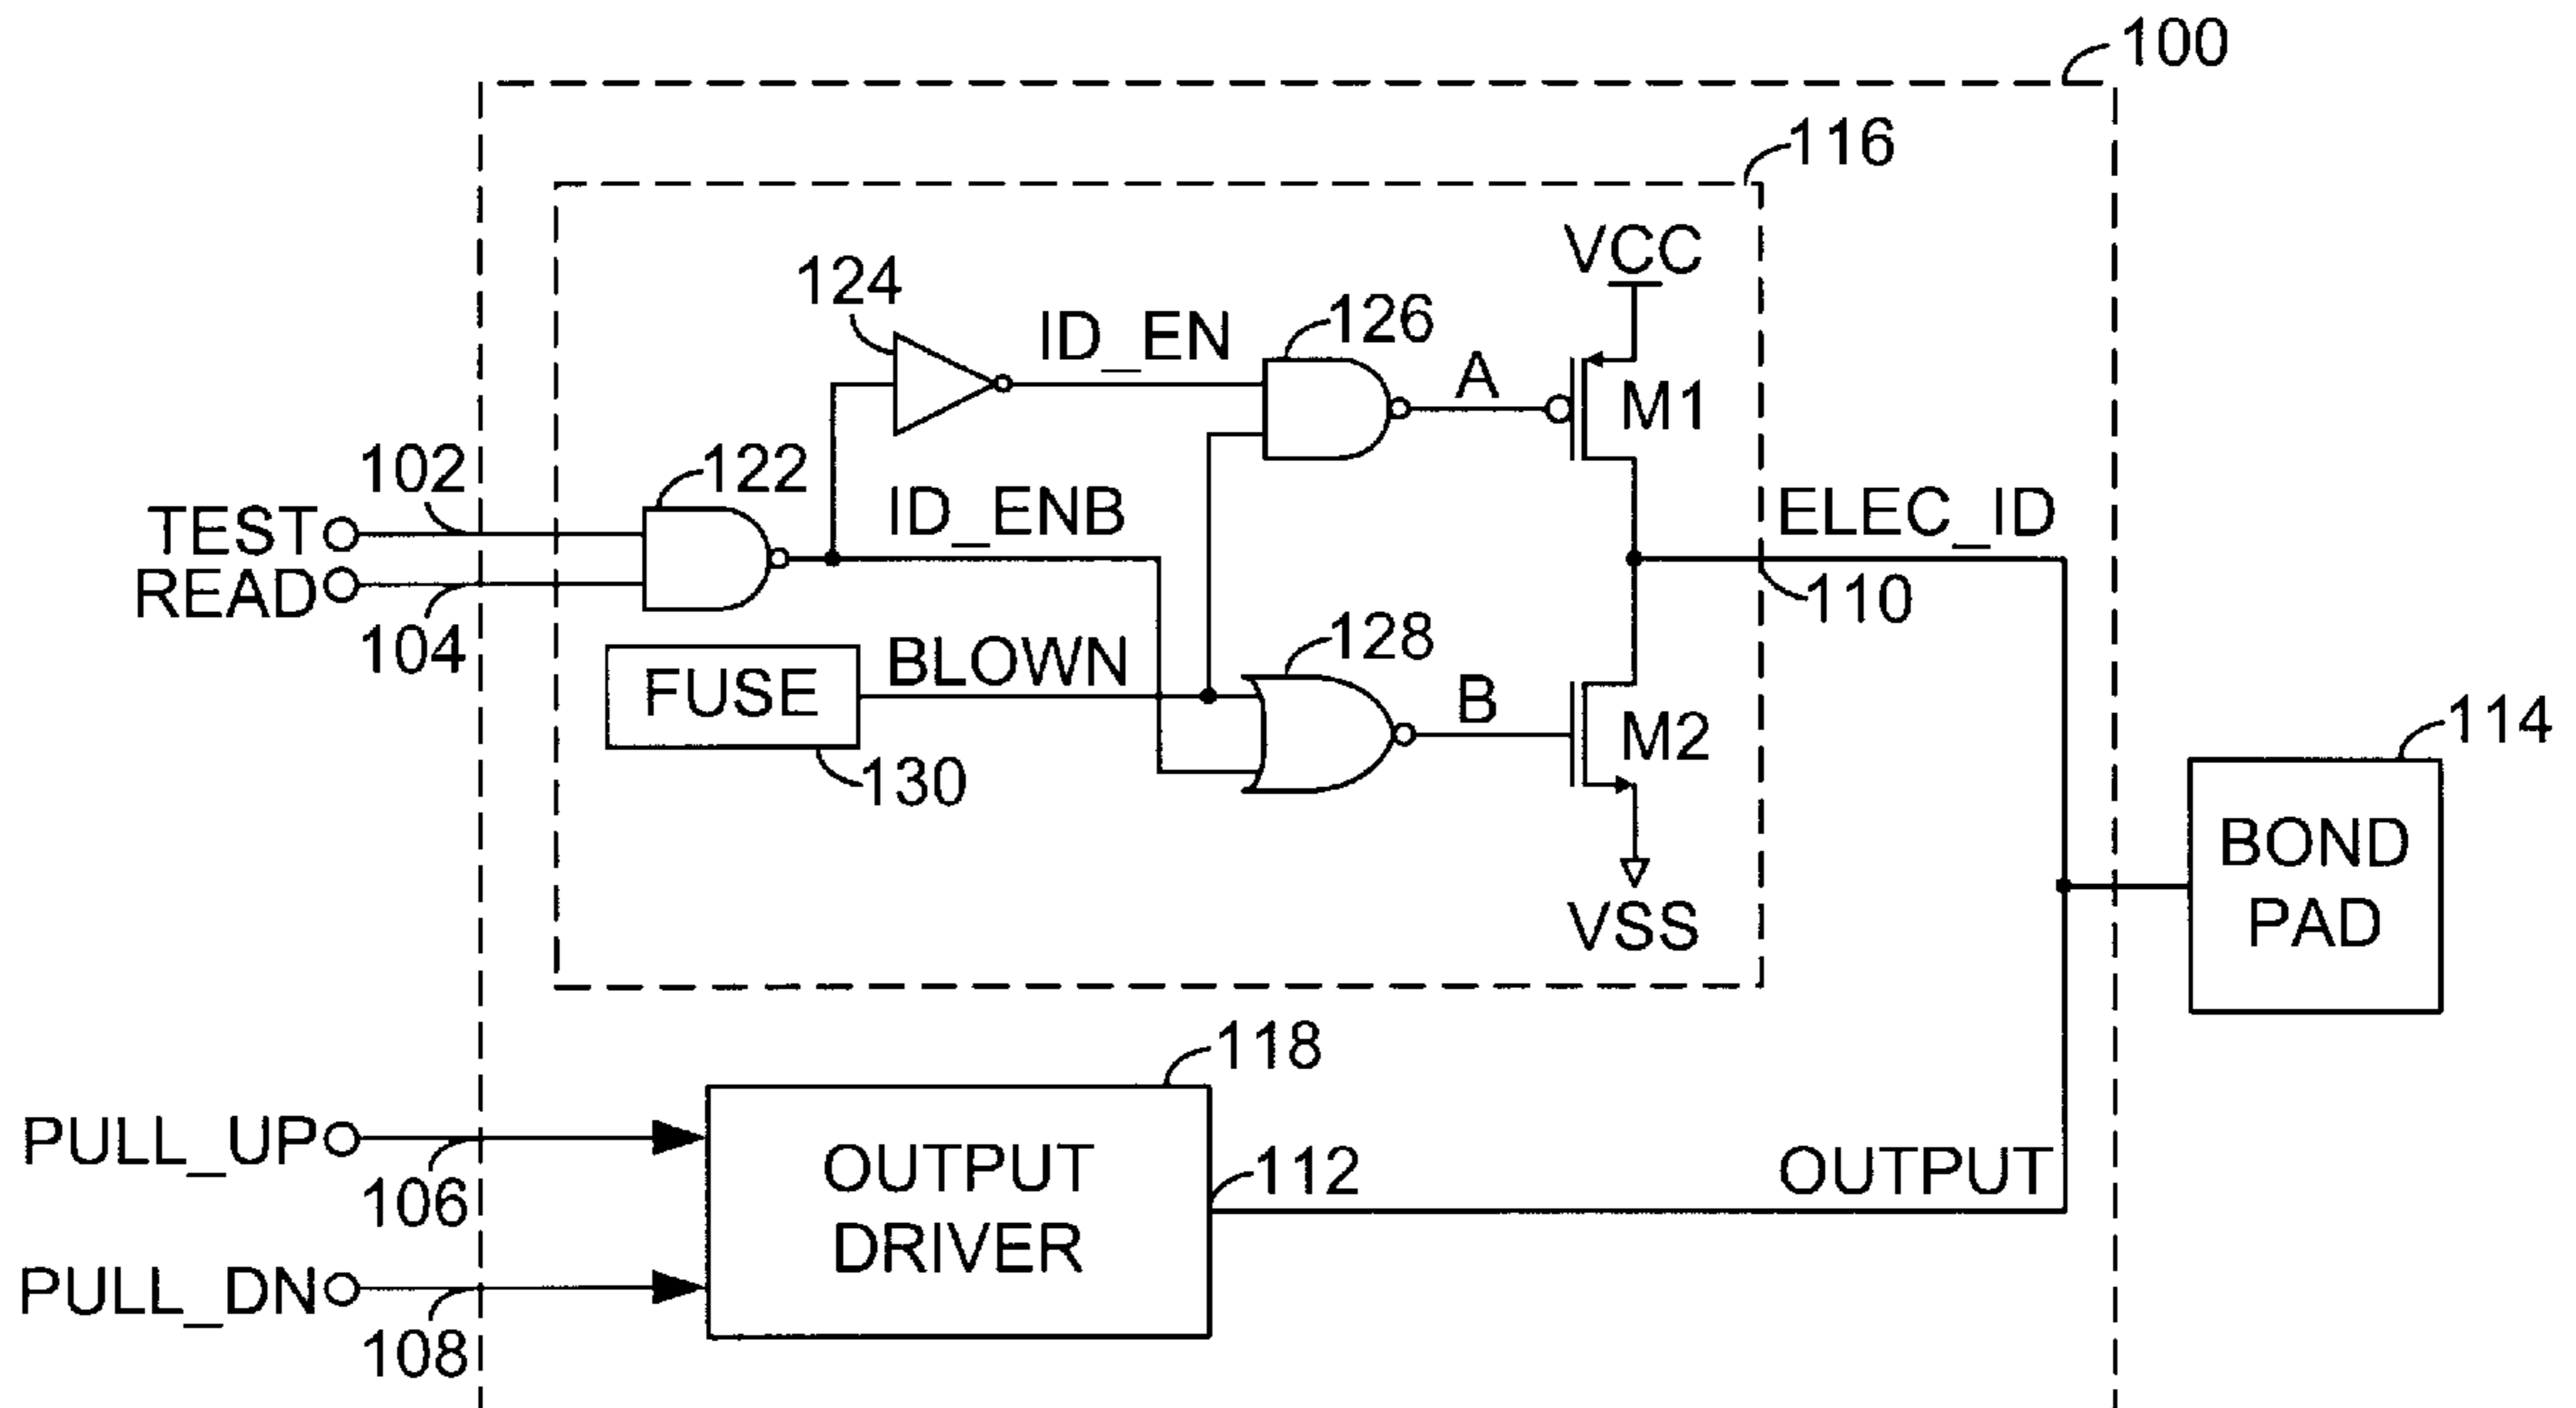 100
116
VCC
124
ID_EN
126
A
M1
102
122
TEST
ID_ENB
ELEC_ID
READ
110
104
128
FUSE
BLOWN
B
M2
130
114
BOND
PAD
VSS
118
PULL_UP
106
OUTPUT
DRIVER
112
OUTPUT
PULL_DN
108